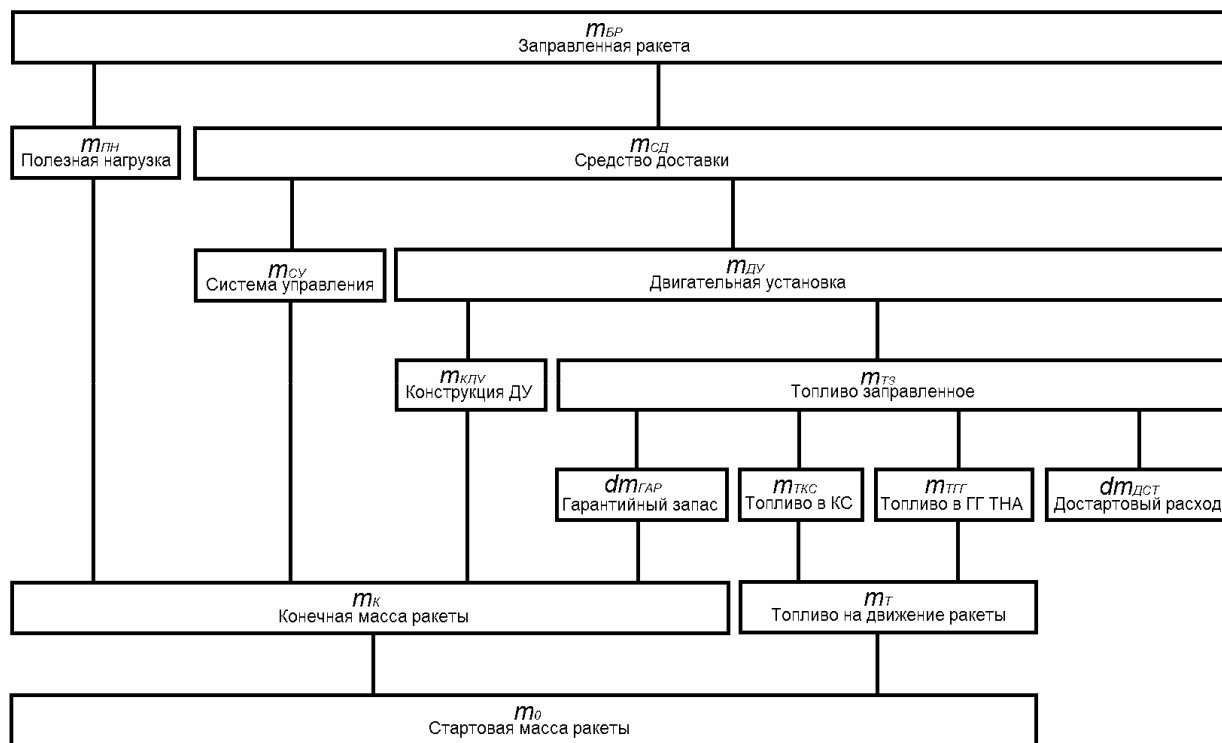 mБР
Заправленная ракета
mПН
Полезная нагрузка
mСД
Средство доставки
mСУ
Система управления
mДУ
Двигательная установка
mКДУ
Конструкция ДУ
mТЗ
Топливо заправленное
dmГАР
Гарантийный запас
mТКС
Топливо в КС
mТГГ
Топливо в ГГ ТНА
dmДСТ
Достартовый расход
mК
Конечная масса ракеты
mТ
Топливо на движение ракеты
m0
Стартовая масса ракеты